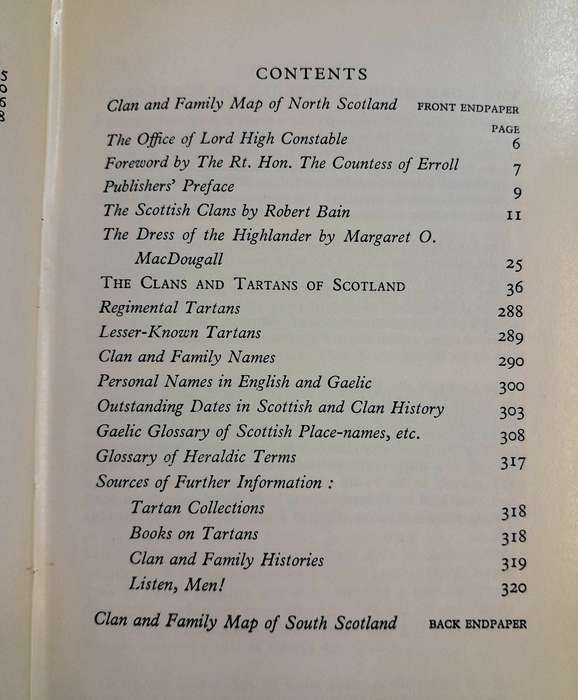 CONTENTS
Clan and Family Map of North Scotland FRONT ENDPAPER
PAGE
The Office of Lord High Constable 6
Foreword by The Rt. Hon. The Countess of Erroll 7
Publishers' Preface 9
The Scottish Clans by Robert Bain 11
The Dress of the Highlander by Margaret O.
MacDougall 25
THE CLANS AND TARTANS OF SCOTLAND 36
Regimental Tartans 288
Lesser-Known Tartans 289
Clan and Family Names 290
Personal Names in English and Gaelic 300
Outstanding Dates in Scottish and Clan History 303
Gaelic Glossary of Scottish Place-names, etc. 308
Glossary of Heraldic Terms 317
Sources of Further Information :
Tartan Collections 318
Books on Tartans 318
Clan and Family Histories 319
Listen, Men! 320
Clan and Family Map of South Scotland BACK ENDPAPER